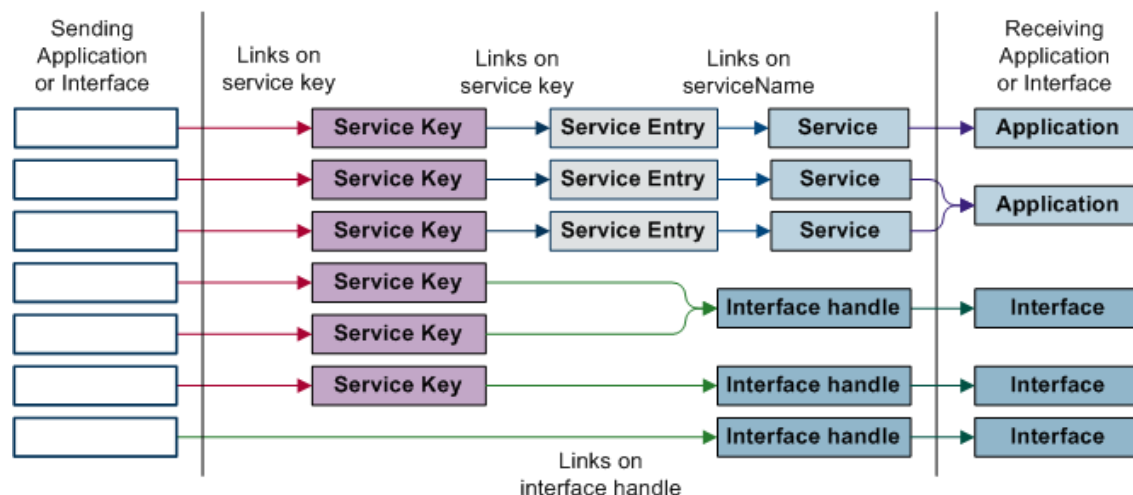 Sending
Application
or Interface
Links on
service key
Links on
service key
Links on
serviceName
Receiving
Application
or Interface
Service Key
Service Entry
Service
Application
Service Key
Service Entry
Service
Application
Service Key
Service Entry
Service
Service Key
Interface handle
Interface
Service Key
Service Key
Interface handle
Interface
Interface handle
Interface
Links on
interface handle